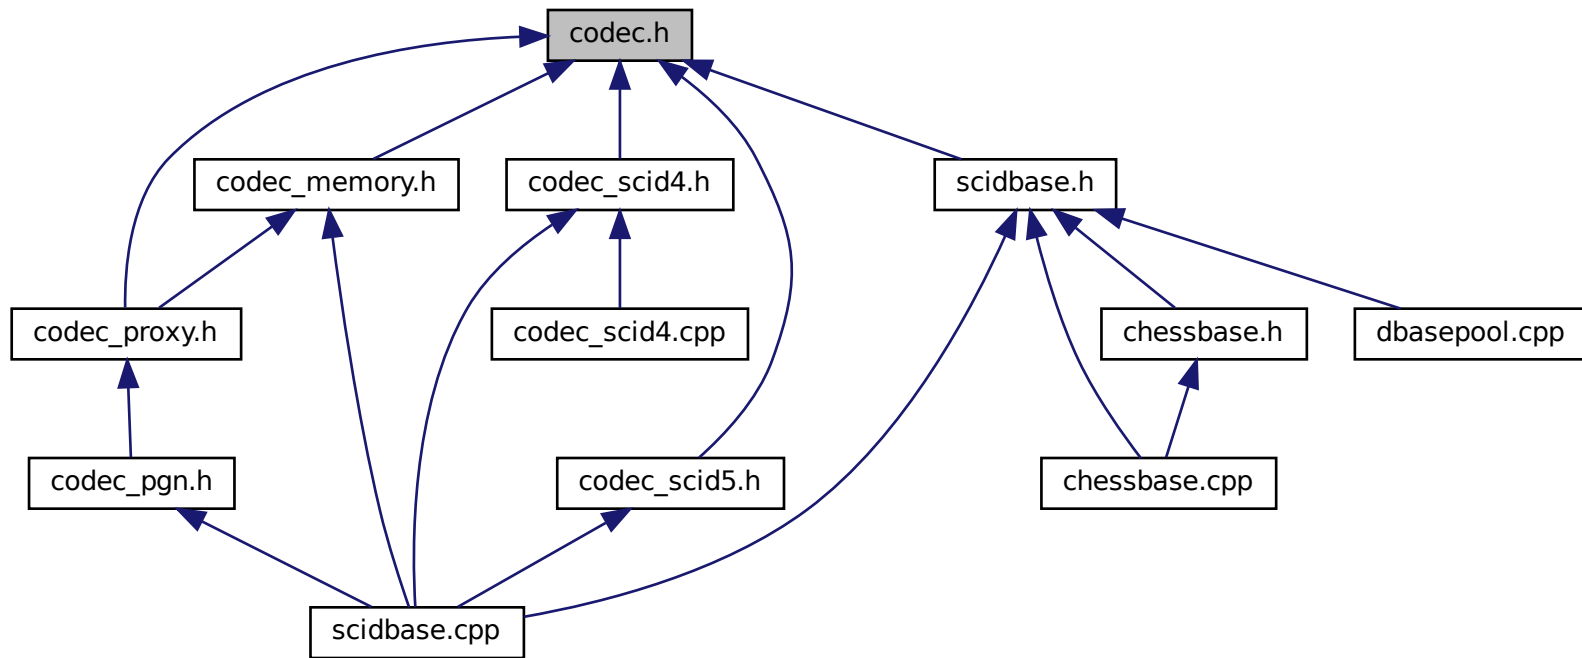 codec.h
codec_memory.h
codec_scid4.h
scidbase.h
codec_proxy.h
codec_scid4.cpp
chessbase.h
dbasepool.cpp
codec_pgn.h
codec_scid5.h
chessbase.cpp
scidbase.cpp